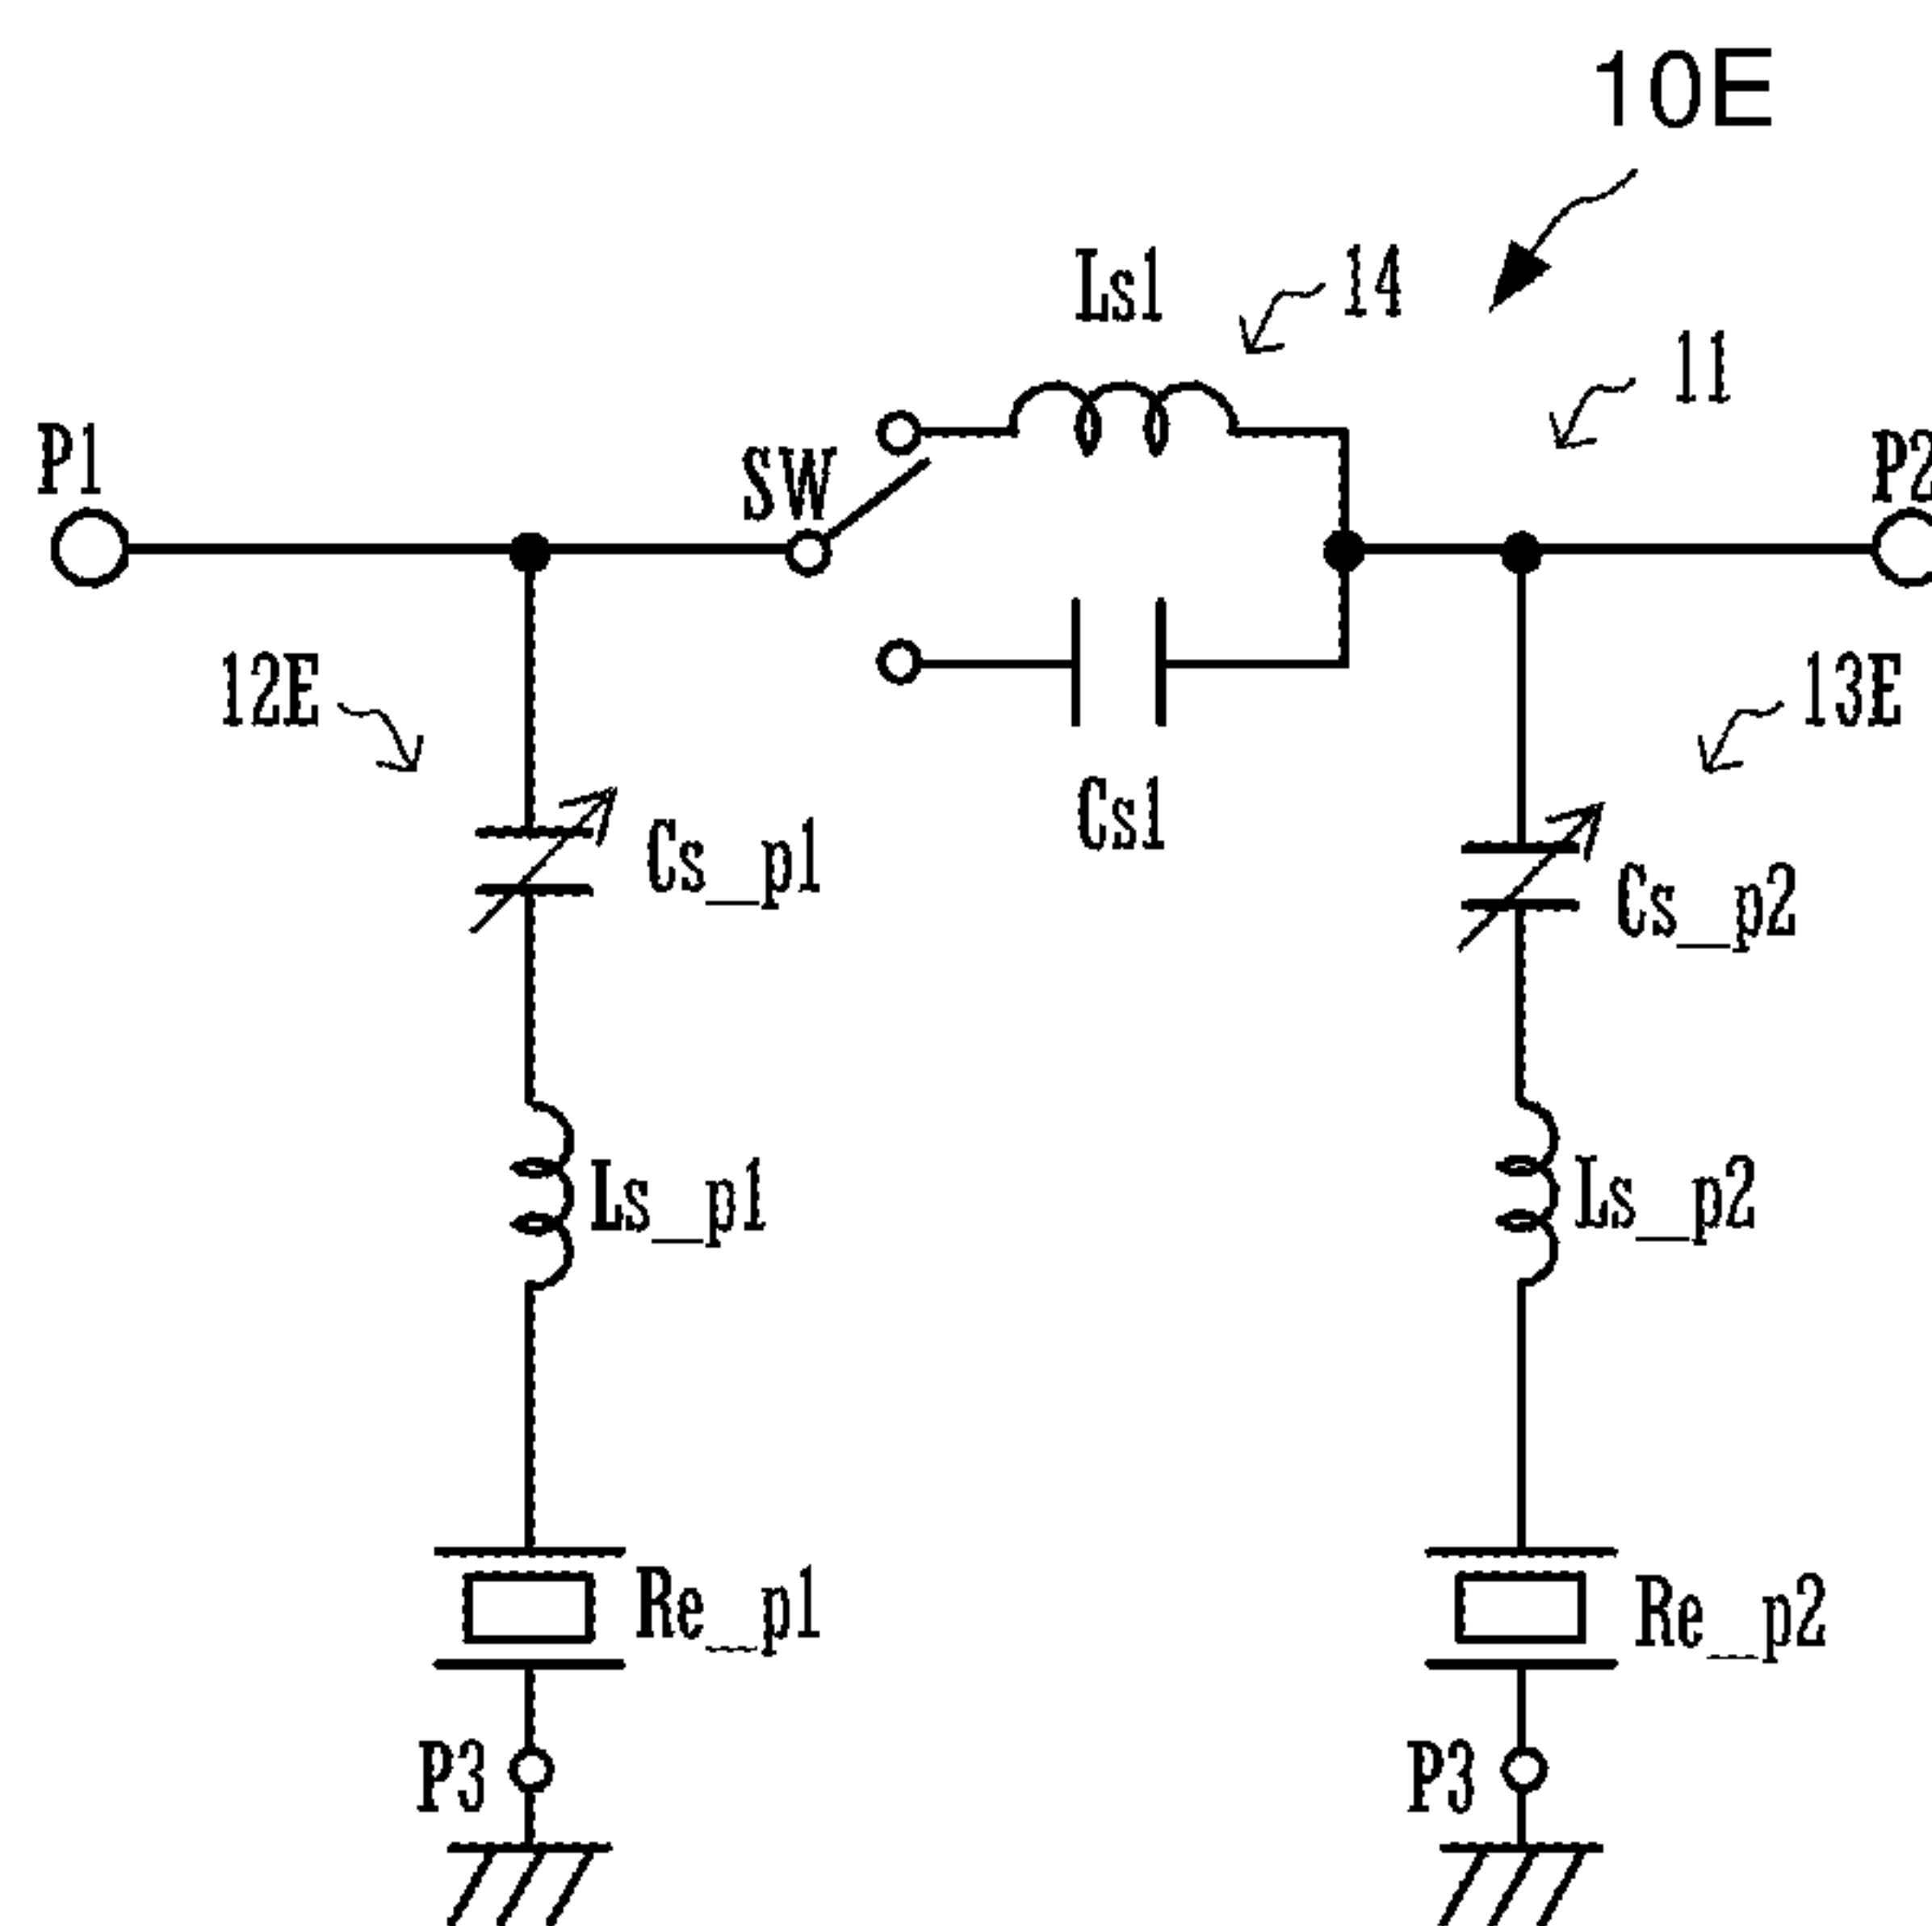 10E
Ls1
14
11
P1
SW
P2
12E
13E
Cs_p1
Cs1
Cs_p2
Ls_p1
Ls_p2
Re_p1
Re_p2
P3
P3